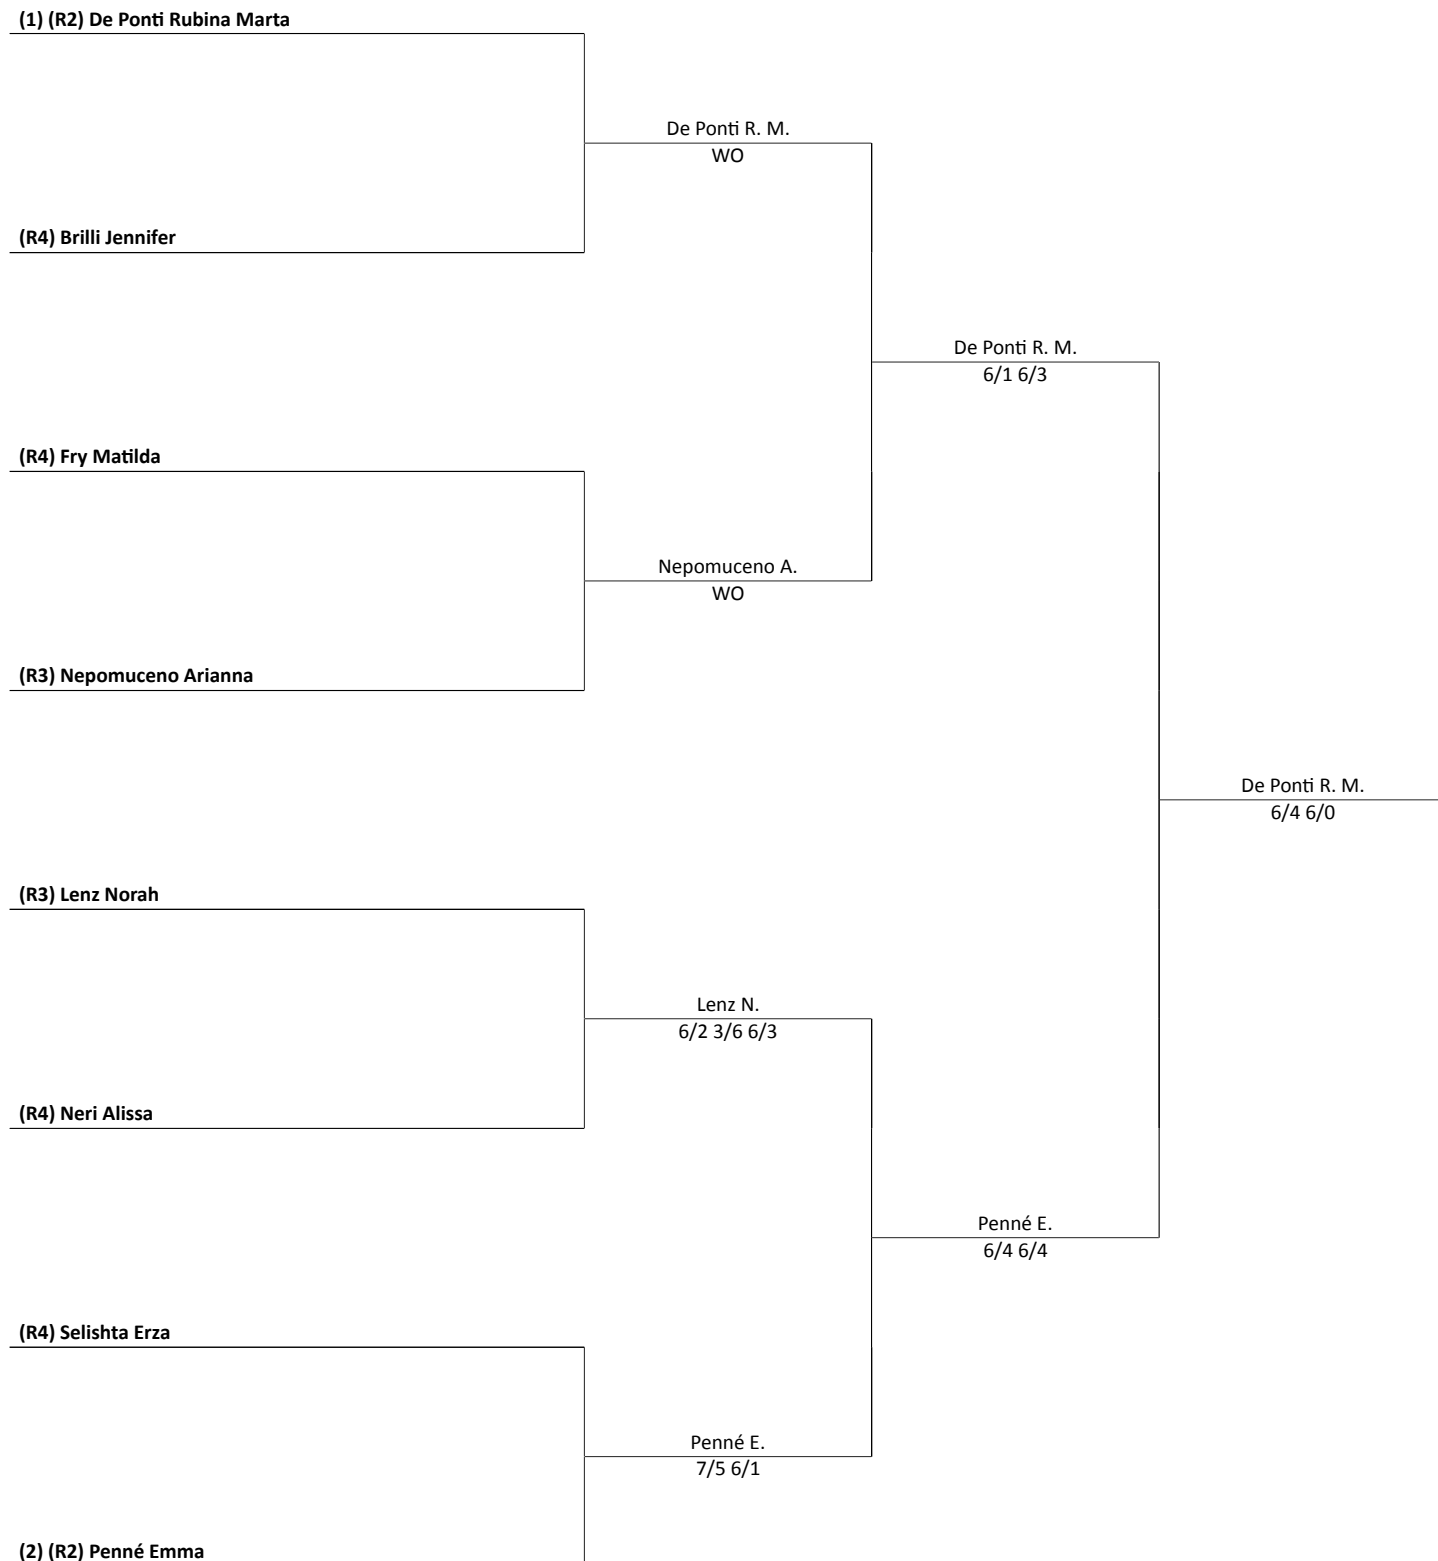 (1) (R2) De Ponti Rubina Marta
De Ponti R. M.
WO
(R4) Brilli Jennifer
De Ponti R. M.
6/1 6/3
(R4) Fry Matilda
Nepomuceno A.
WO
(R3) Nepomuceno Arianna
De Ponti R. M.
6/4 6/0
(R3) Lenz Norah
Lenz N.
6/2 3/6 6/3
(R4) Neri Alissa
Penné E.
6/4 6/4
(R4) Selishta Erza
Penné E.
7/5 6/1
(2) (R2) Penné Emma